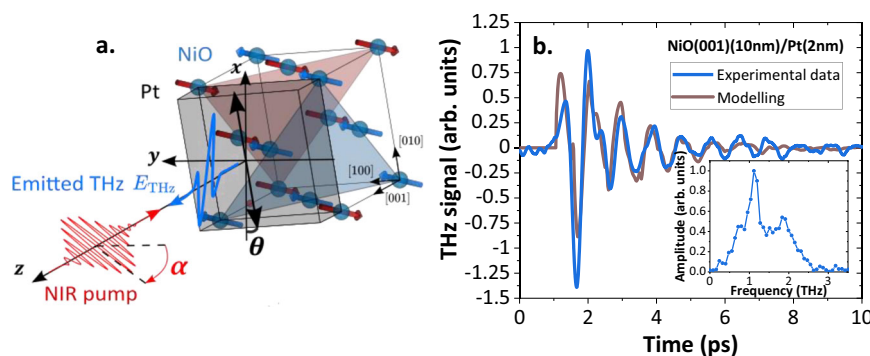 a.
NiO
Pt
x
y
[010]
[100]
[001]
Emitted THz E_THz
θ
z
α
NIR pump
b.
NiO(001)(10nm)/Pt(2nm)
Experimental data
Modelling
THz signal (arb. units)
1.25
1
0.75
0.5
0.25
0
-0.25
-0.5
-0.75
-1
-1.25
-1.5
0 2 4 6 8 10
Time (ps)
Amplitude (arb. units)
1.0
0.8
0.6
0.4
0.2
0.0
0 1 2 3
Frequency (THz)